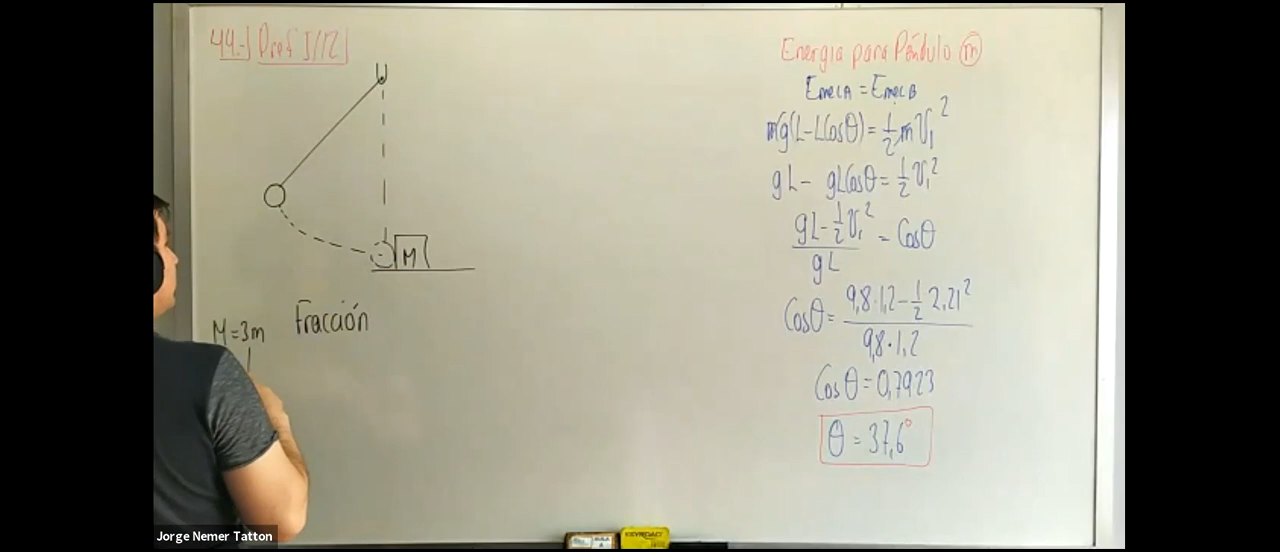 44.-] Pref I/12]
M
M = 3m
Fracción
Energía para Péndulo m
EmecA = EmecB
mg(L-LCosθ) = 1/2 m V₁²
gL - gLCosθ = 1/2 V₁²
gL - 1/2 V₁² / gL = Cosθ
Cosθ = 9,8·1,2 - 1/2 2,21² / 9,8·1,2
Cosθ = 0,7923
θ = 37,6°
Jorge Nemer Tatton